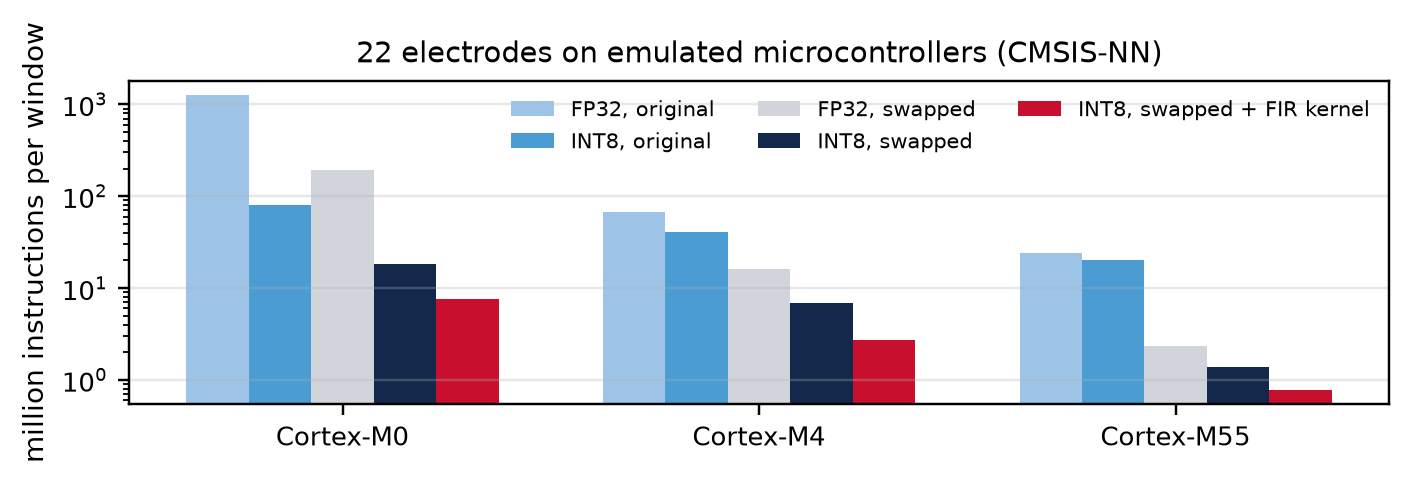 22 electrodes on emulated microcontrollers (CMSIS-NN)
million instructions per window
10³
10²
10¹
10⁰
FP32, original
INT8, original
FP32, swapped
INT8, swapped
INT8, swapped + FIR kernel
Cortex-M0
Cortex-M4
Cortex-M55